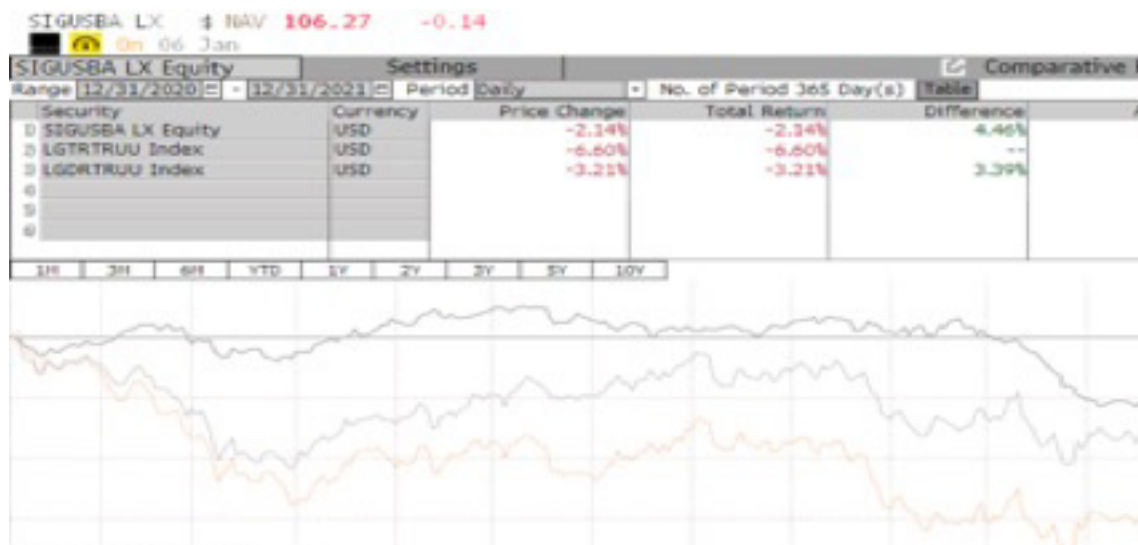 SIGUSBA LX $ NAV 106.27 -0.14
On 06 Jan
SIGUSBA LX Equity Settings Comparative
Range 12/31/2020 - 12/31/2021 Period Daily No. of Period 365 Day(s) Table
Security Currency Price Change Total Return Difference
1) SIGUSBA LX Equity USD -2.14% -2.14% 4.46%
2) LGTRTRUU Index USD -6.60% -6.60% --
3) LGDRTRUU Index USD -3.21% -3.21% 3.39%
4)
5)
6)
1M 3M 6M YTD 1Y 2Y 3Y 5Y 10Y